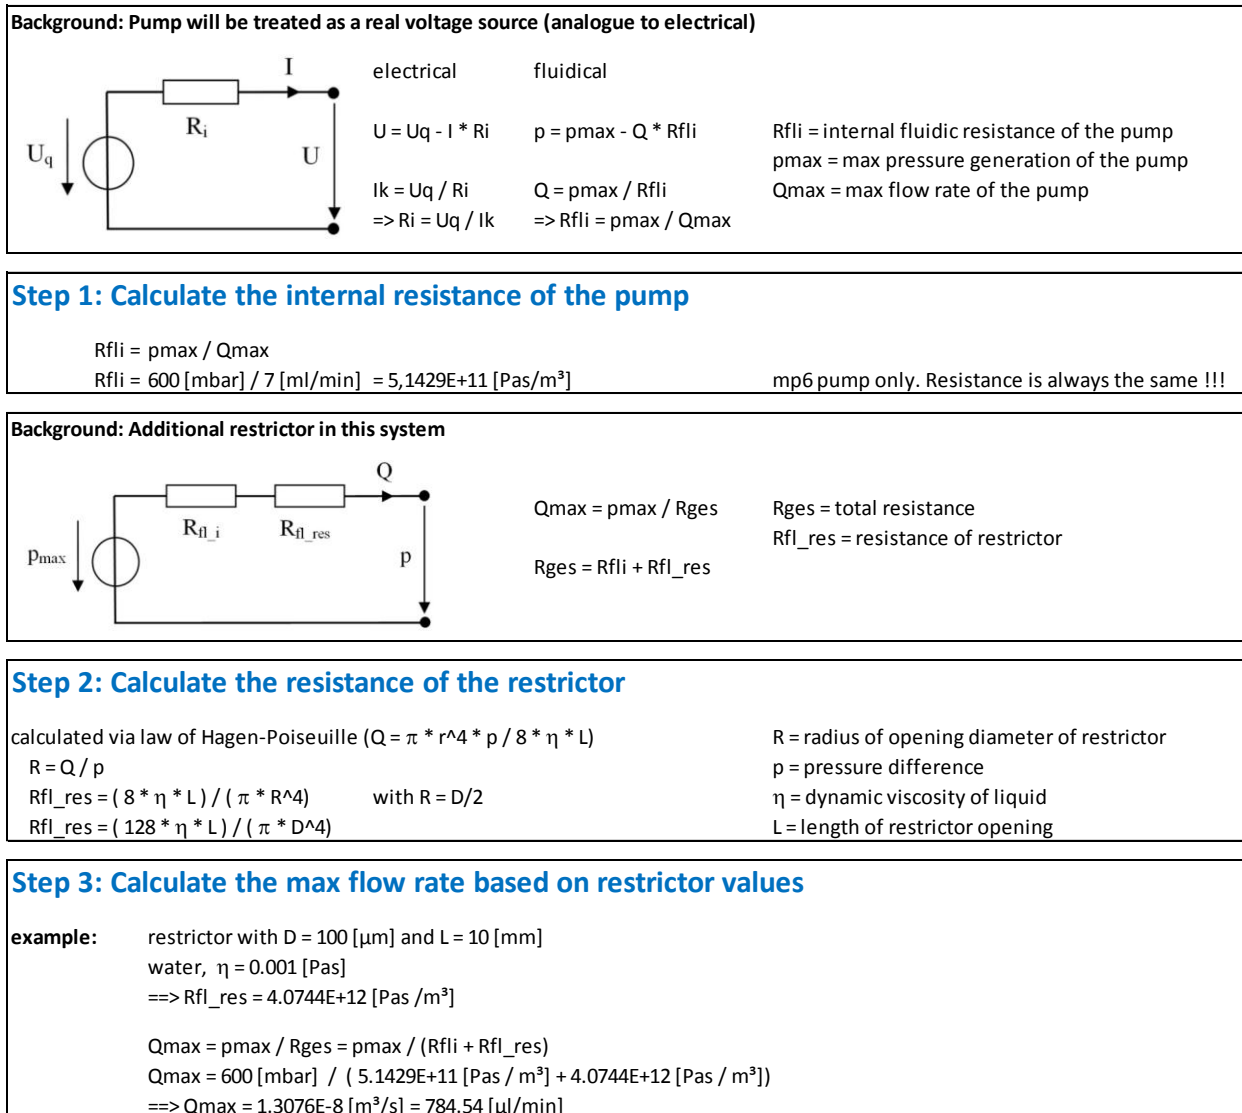 Background: Pump will be treated as a real voltage source (analogue to electrical)
I
Ri
Uq
U
electrical fluidical
U = Uq - I * Ri p = pmax - Q * Rfli Rfli = internal fluidic resistance of the pump
pmax = max pressure generation of the pump
Ik = Uq / Ri Q = pmax / Rfli Qmax = max flow rate of the pump
=> Ri = Uq / Ik => Rfli = pmax / Qmax
Step 1: Calculate the internal resistance of the pump
Rfli = pmax / Qmax
Rfli = 600 [mbar] / 7 [ml/min] = 5,1429E+11 [Pas/m³] mp6 pump only. Resistance is always the same !!!
Background: Additional restrictor in this system
Q
Rfl_i Rfl_res
pmax
p
Qmax = pmax / Rges Rges = total resistance
Rfl_res = resistance of restrictor
Rges = Rfli + Rfl_res
Step 2: Calculate the resistance of the restrictor
calculated via law of Hagen-Poiseuille (Q = π * r^4 * p / 8 * η * L) R = radius of opening diameter of restrictor
R = Q / p p = pressure difference
Rfl_res = ( 8 * η * L ) / ( π * R^4) with R = D/2 η = dynamic viscosity of liquid
Rfl_res = ( 128 * η * L ) / ( π * D^4) L = length of restrictor opening
Step 3: Calculate the max flow rate based on restrictor values
example: restrictor with D = 100 [µm] and L = 10 [mm]
water, η = 0.001 [Pas]
==> Rfl_res = 4.0744E+12 [Pas /m³]
Qmax = pmax / Rges = pmax / (Rfli + Rfl_res)
Qmax = 600 [mbar] / ( 5.1429E+11 [Pas / m³] + 4.0744E+12 [Pas / m³])
==> Qmax = 1.3076E-8 [m³/s] = 784.54 [µl/min]